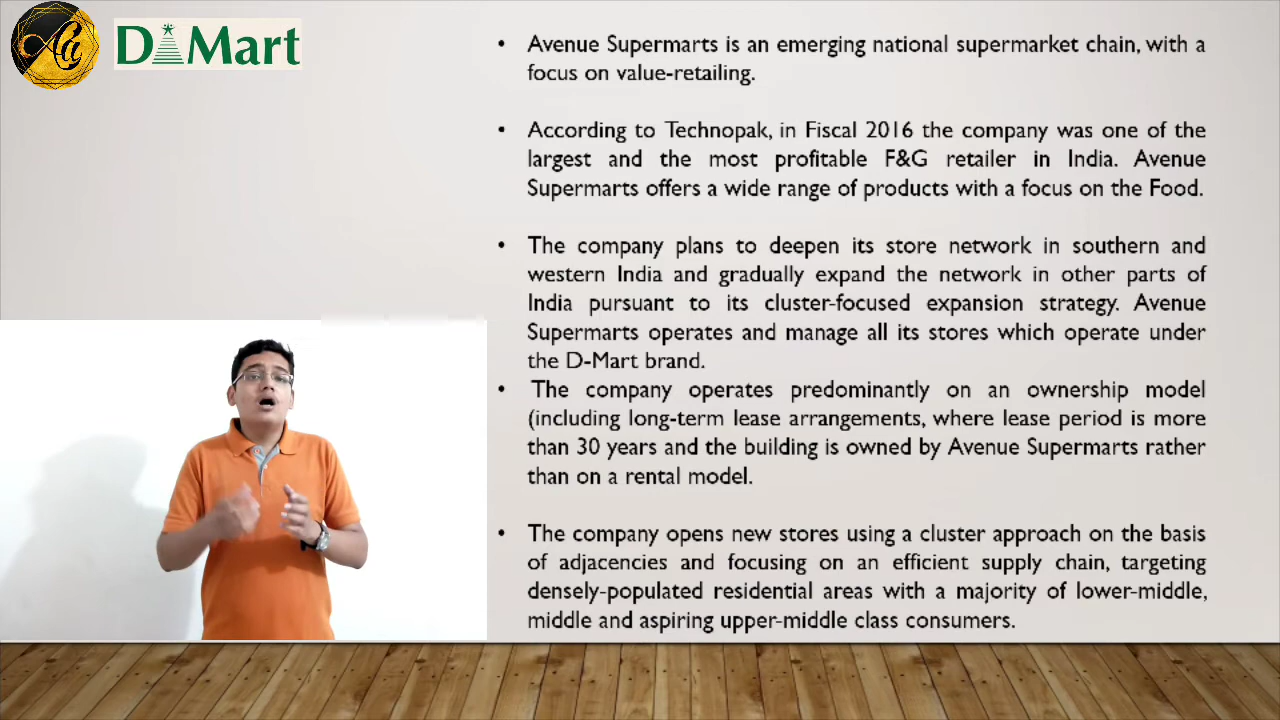 D Mart
• Avenue Supermarts is an emerging national supermarket chain, with a
focus on value-retailing.
• According to Technopak, in Fiscal 2016 the company was one of the
largest and the most profitable F&G retailer in India. Avenue
Supermarts offers a wide range of products with a focus on the Food.
• The company plans to deepen its store network in southern and
western India and gradually expand the network in other parts of
India pursuant to its cluster-focused expansion strategy. Avenue
Supermarts operates and manage all its stores which operate under
the D-Mart brand.
• The company operates predominantly on an ownership model
(including long-term lease arrangements, where lease period is more
than 30 years and the building is owned by Avenue Supermarts rather
than on a rental model.
• The company opens new stores using a cluster approach on the basis
of adjacencies and focusing on an efficient supply chain, targeting
densely-populated residential areas with a majority of lower-middle,
middle and aspiring upper-middle class consumers.